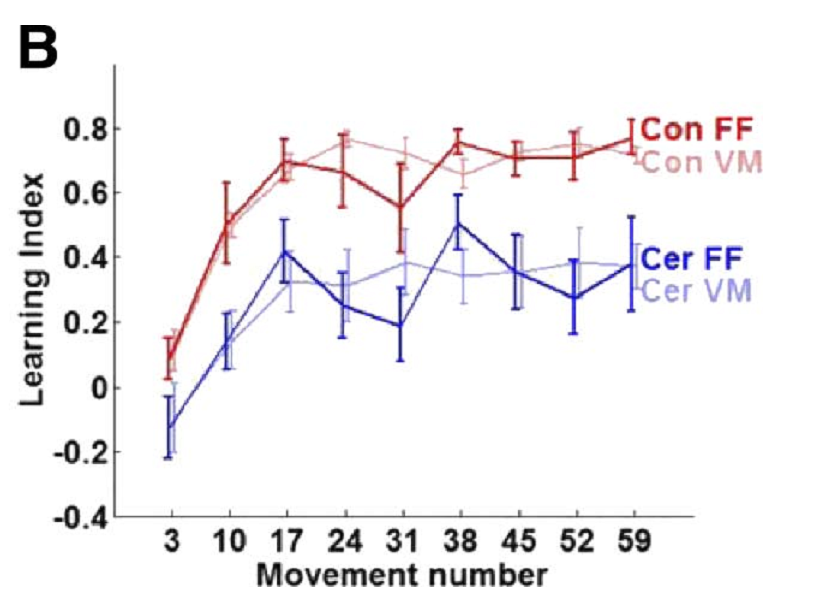 B
Learning Index
0.8
0.6
0.4
0.2
0
-0.2
-0.4
Con FF
Con VM
Cer FF
Cer VM
3 10 17 24 31 38 45 52 59
Movement number